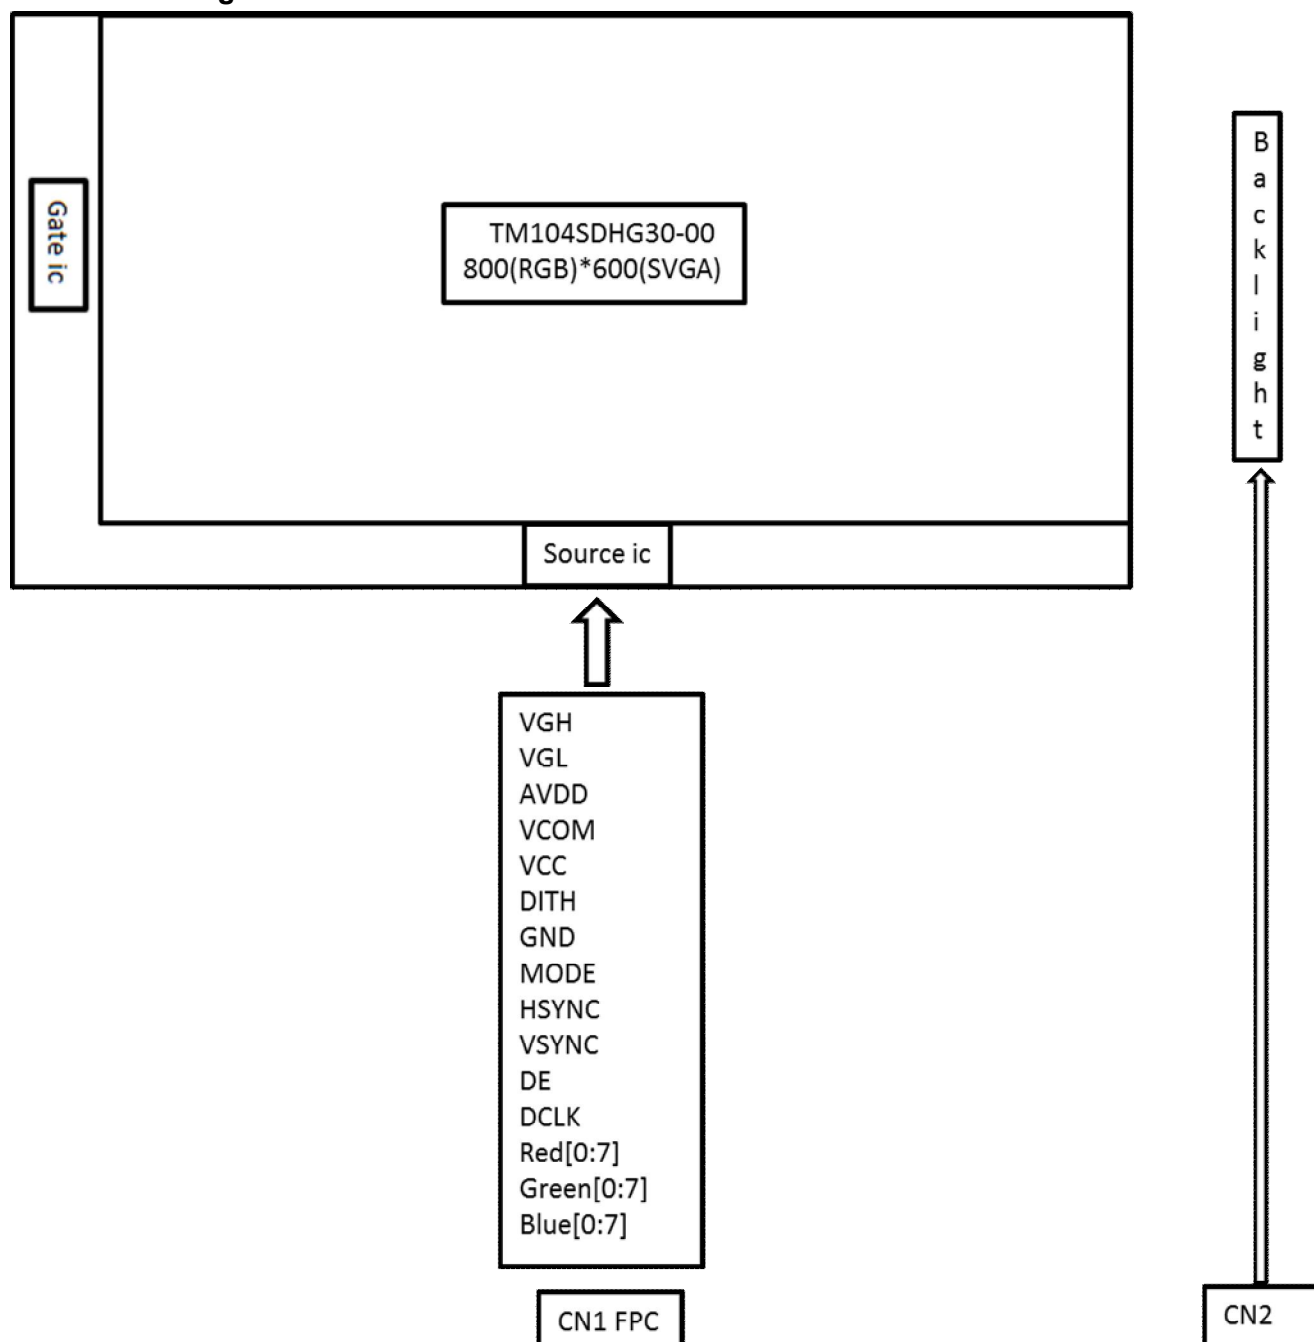 Gate ic
TM104SDHG30-00
800(RGB)*600(SVGA)
Source ic
Backlight
VGH
VGL
AVDD
VCOM
VCC
DITH
GND
MODE
HSYNC
VSYNC
DE
DCLK
Red[0:7]
Green[0:7]
Blue[0:7]
CN1 FPC
CN2